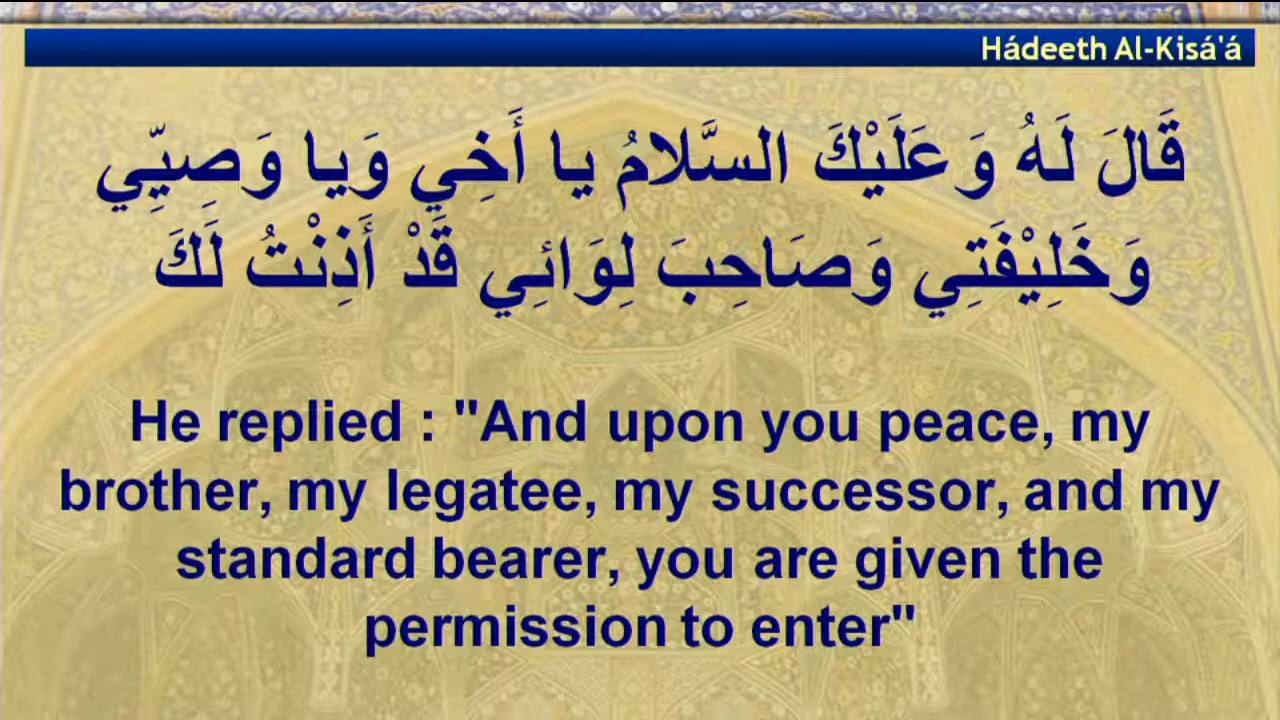 Hádeeth Al-Kisá'á
قَالَ لَهُ وَ عَلَيْكَ السَّلامُ يا أَخِي وَيا وَصِيِّي
وَخَلِيْفَتِي وَصَاحِبَ لِوَائِي قَدْ أَذِنْتُ لَكَ
He replied : "And upon you peace, my
brother, my legatee, my successor, and my
standard bearer, you are given the
permission to enter"